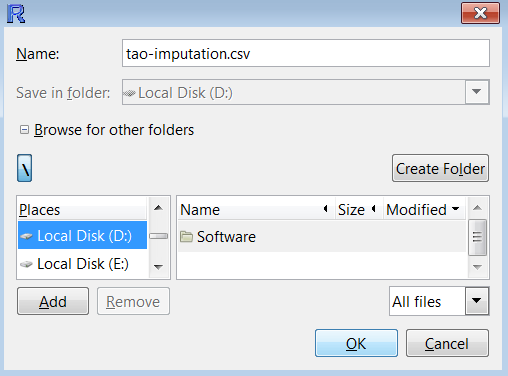 R
Name: tao-imputation.csv
Save in folder: Local Disk (D:)
Browse for other folders
\
Create Folder
Places
Name Size Modified
Local Disk (D:)
Software
Local Disk (E:)
Add Remove All files
OK Cancel